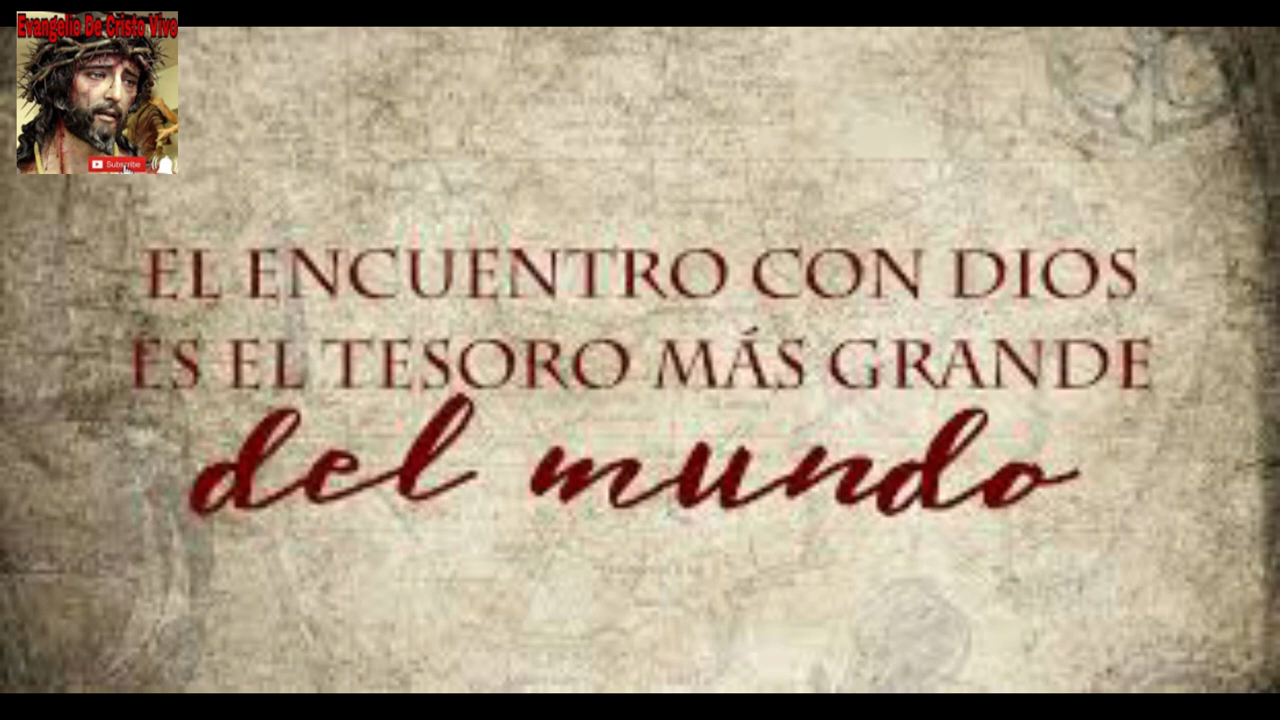 Evangelio De Cristo Vivo
Subscribe
EL ENCUENTRO CON DIOS
ES EL TESORO MÁS GRANDE
del mundo